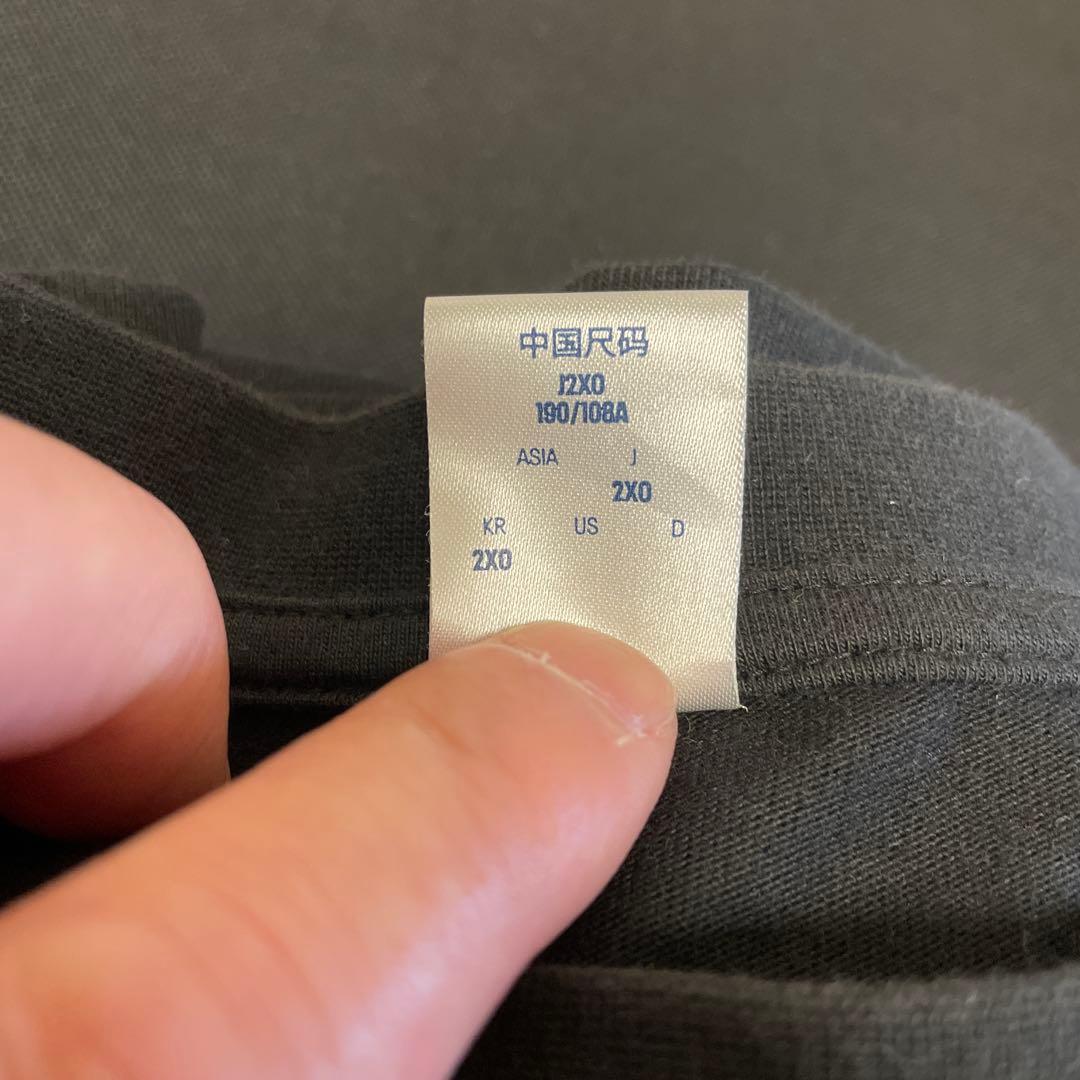 中国尺码
J2XO
190/108A
ASIA J
2XO
KR US D
2XO